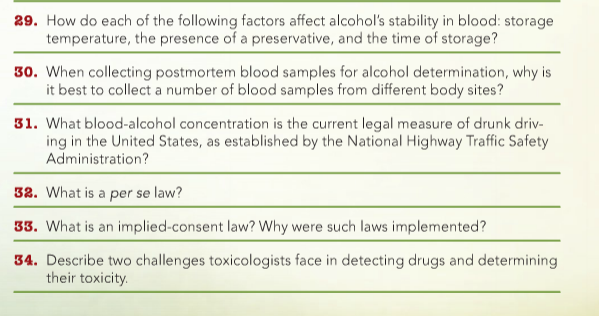 29. How do each of the following factors affect alcohol's stability in blood: storage
temperature, the presence of a preservative, and the time of storage?
30. When collecting postmortem blood samples for alcohol determination, why is
it best to collect a number of blood samples from different body sites?
31. What blood-alcohol concentration is the current legal measure of drunk driv-
ing in the United States, as established by the National Highway Traffic Safety
Administration?
32. What is a per se law?
33. What is an implied-consent law? Why were such laws implemented?
34. Describe two challenges toxicologists face in detecting drugs and determining
their toxicity.